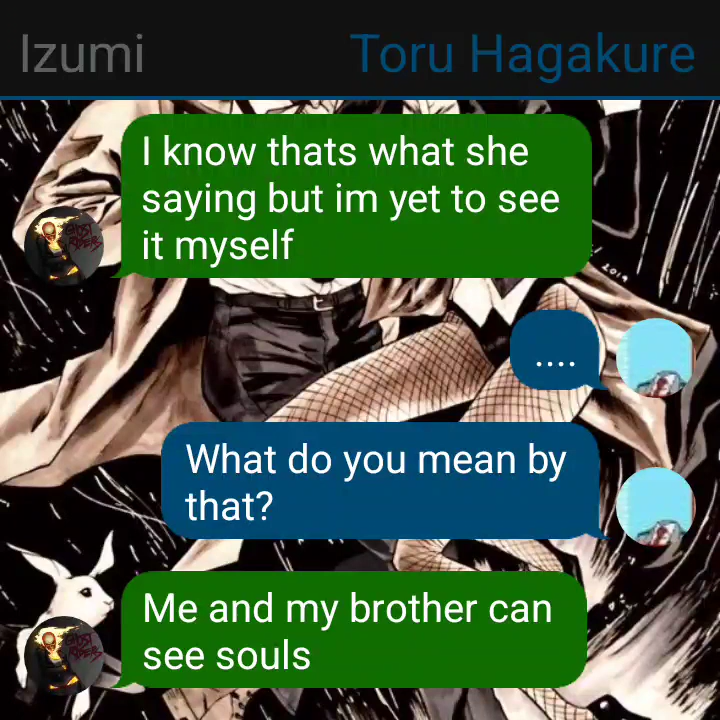 Izumi
Toru Hagakure
I know thats what she
saying but im yet to see
it myself
....
What do you mean by
that?
Me and my brother can
see souls